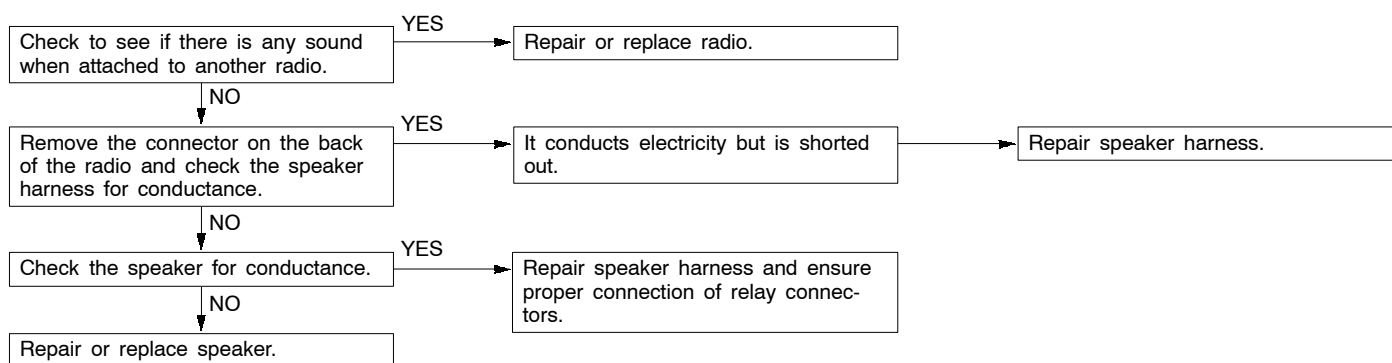 YES
Check to see if there is any sound
when attached to another radio.
Repair or replace radio.
NO
YES
Remove the connector on the back
of the radio and check the speaker
harness for conductance.
It conducts electricity but is shorted
out.
Repair speaker harness.
NO
YES
Check the speaker for conductance.
Repair speaker harness and ensure
proper connection of relay connec-
tors.
NO
Repair or replace speaker.